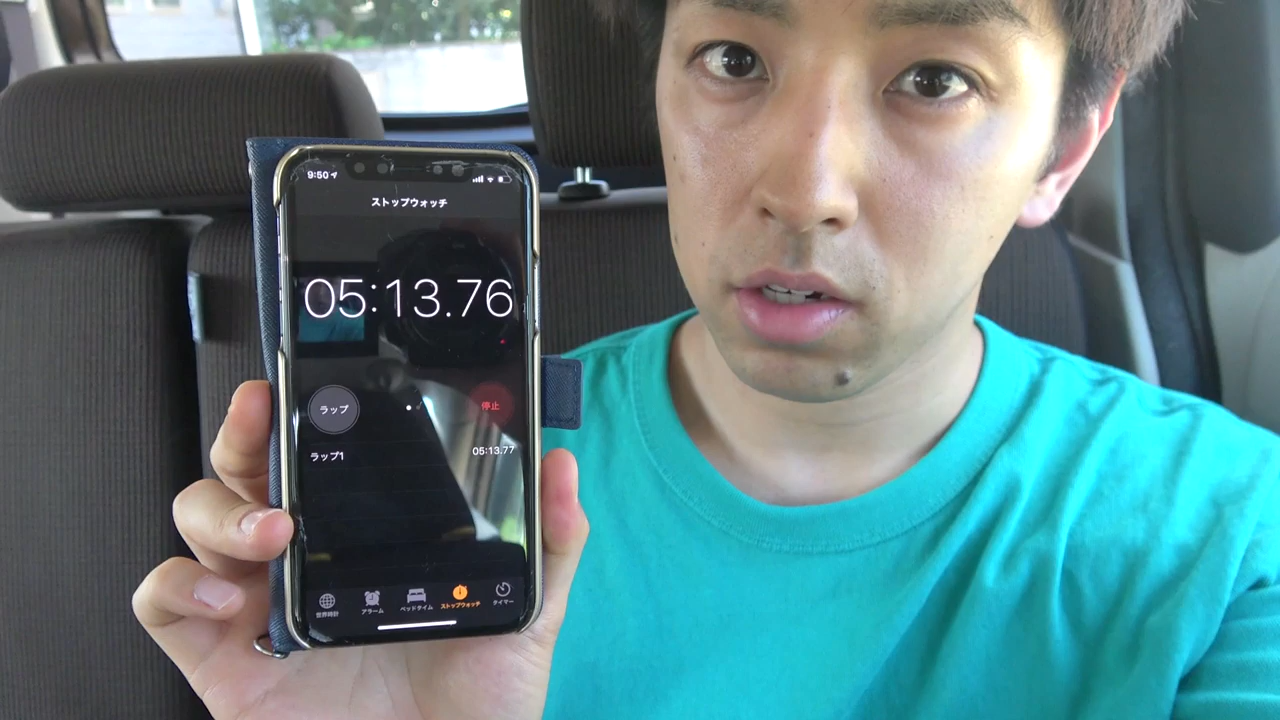 9:50
ストップウォッチ
05:13.76
ラップ 停止
ラップ1 05:13.77
世界時計 アラーム ベッドタイム ストップウォッチ タイマー